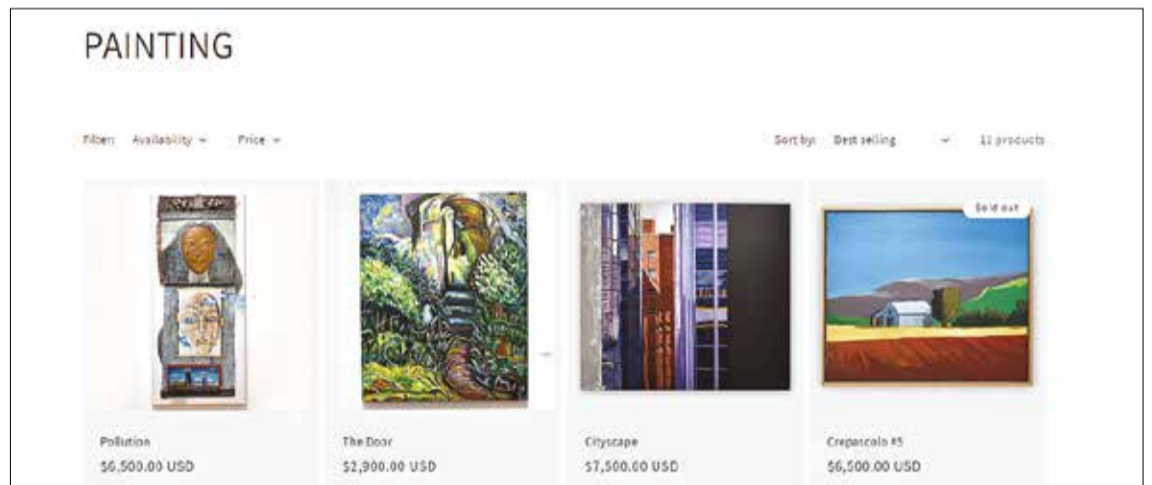 PAINTING
Filter: Availability Price Sort by: Best selling 11 products
Sold out
Pollution The Door Cityscape Crepascolo #5
$6,500.00 USD $2,900.00 USD $7,500.00 USD $6,500.00 USD